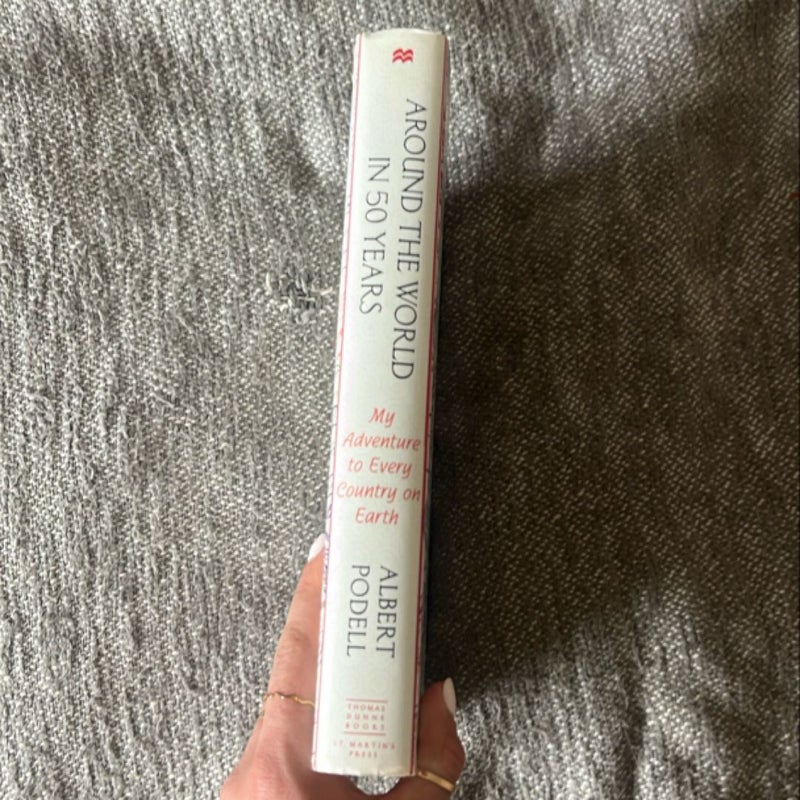 AROUND THE WORLD
IN 50 YEARS
My
Adventure
to Every
Country on
Earth
ALBERT
PODELL
THOMAS
DUNNE
BOOKS
ST. MARTIN'S
PRESS